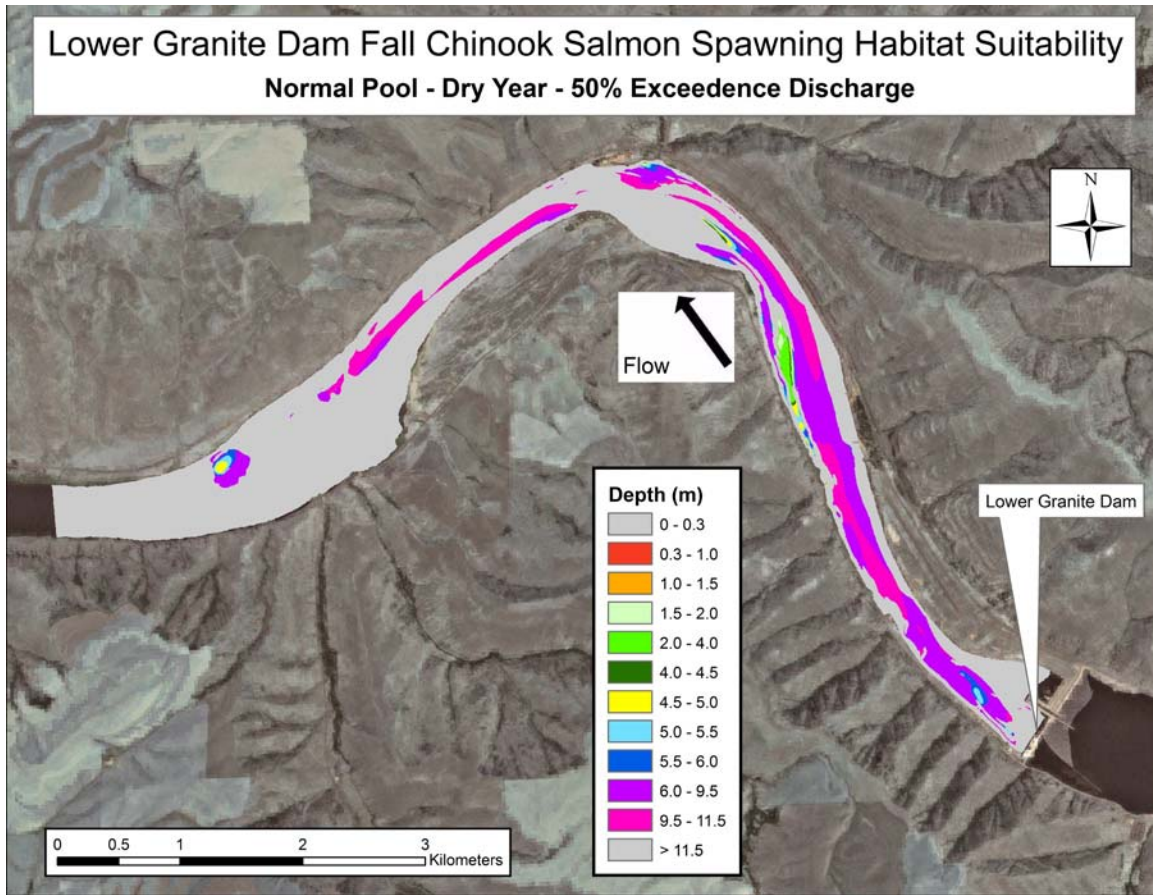 Lower Granite Dam Fall Chinook Salmon Spawning Habitat Suitability
Normal Pool - Dry Year - 50% Exceedence Discharge
N
Flow
Lower Granite Dam
Depth (m)
0 - 0.3
0.3 - 1.0
1.0 - 1.5
1.5 - 2.0
2.0 - 4.0
4.0 - 4.5
4.5 - 5.0
5.0 - 5.5
5.5 - 6.0
6.0 - 9.5
9.5 - 11.5
> 11.5
0 0.5 1 2 3
Kilometers